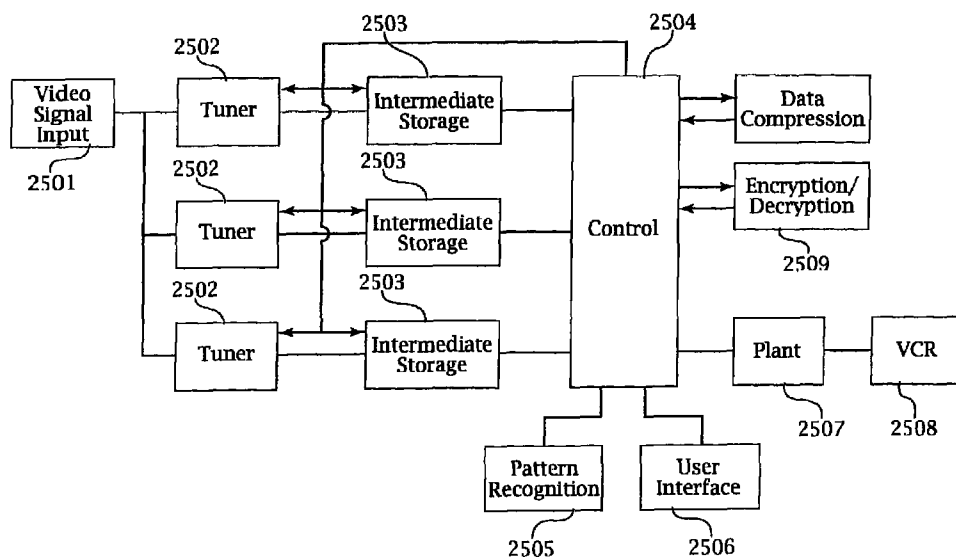 2504
2503
2502
Video
Signal
Input
2501
Tuner
Intermediate
Storage
Data
Compression
2502
2503
Tuner
Intermediate
Storage
Control
Encryption/
Decryption
2509
2502
2503
Tuner
Intermediate
Storage
Plant
VCR
2507
2508
Pattern
Recognition
2505
User
Interface
2506